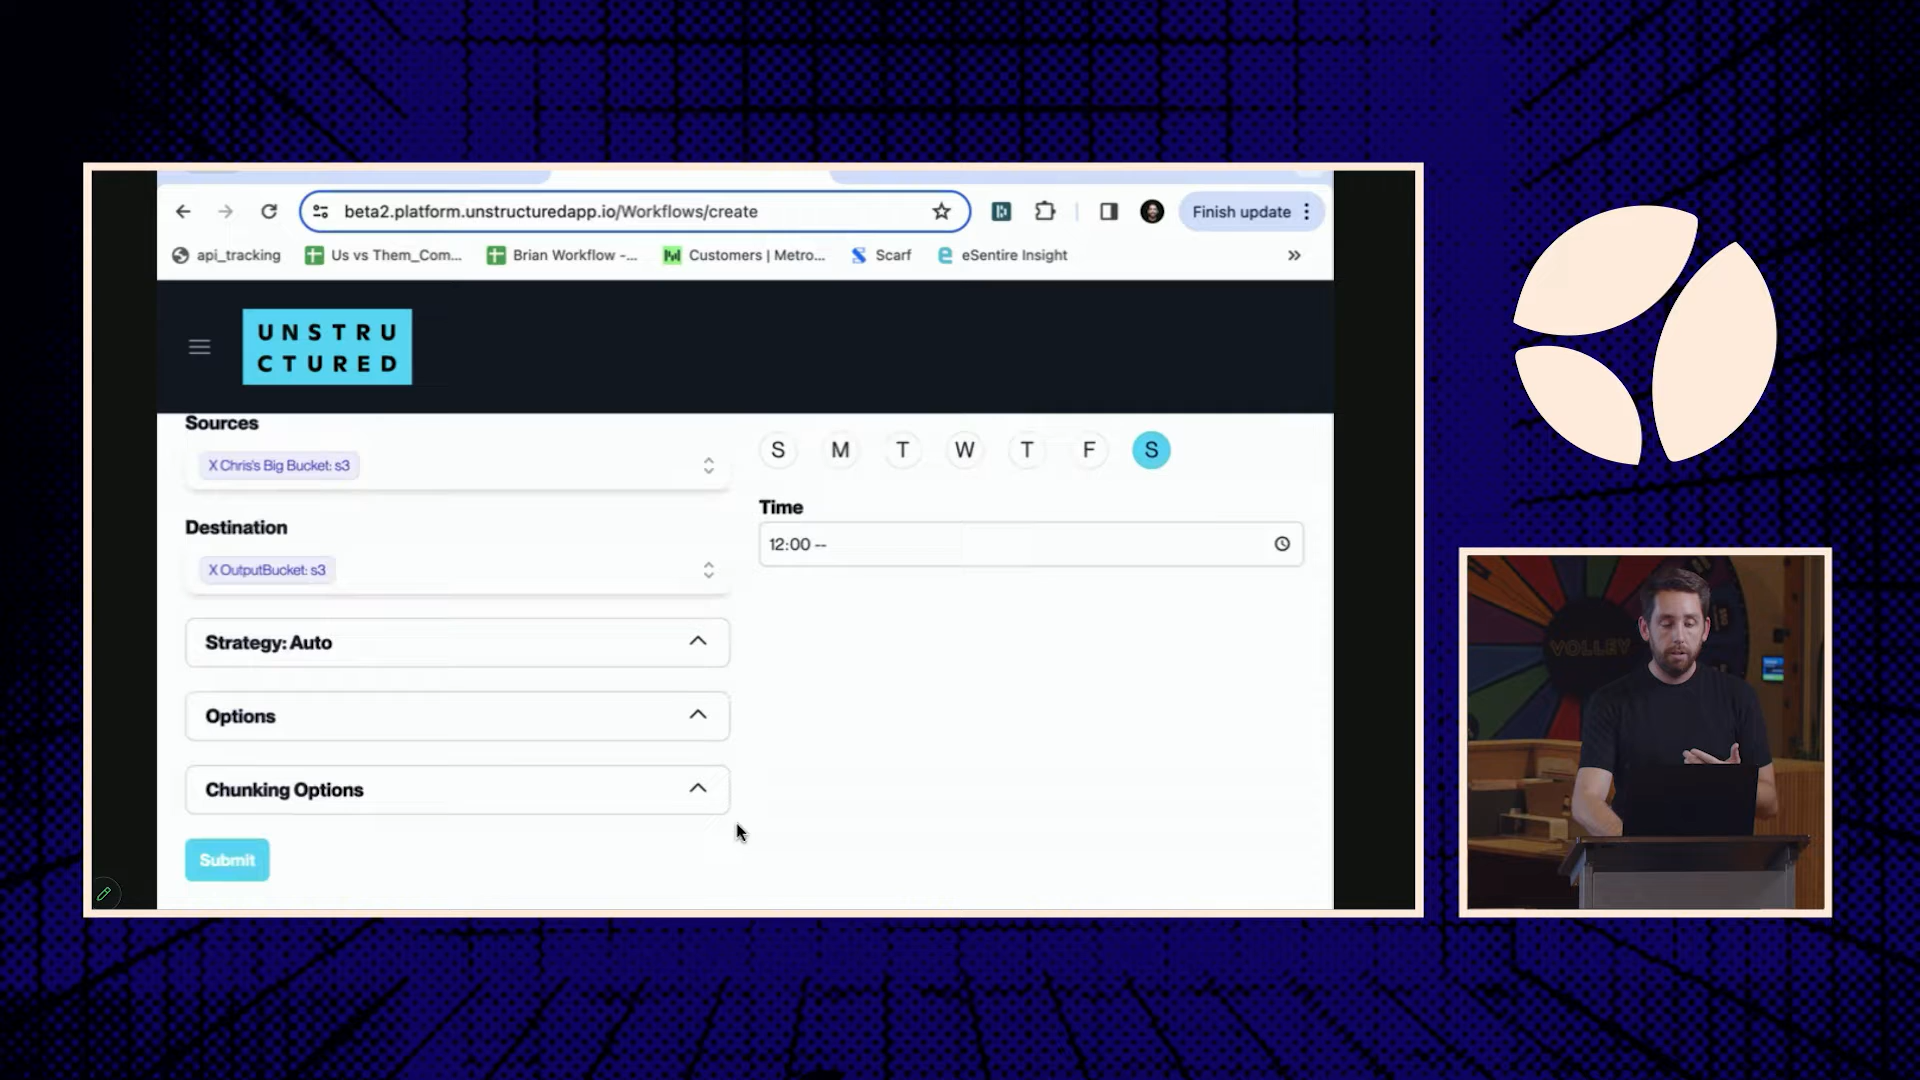 beta2.platform.unstructuredapp.io/Workflows/create
Finish update
api_tracking
Us vs Them_Com...
Brian Workflow -...
Customers | Metro...
Scarf
eSentire Insight
UNSTRU
CTURED
Sources
X Chris's Big Bucket: s3
S M T W T F S
Time
12:00 --
Destination
X OutputBucket: s3
Strategy: Auto
Options
Chunking Options
Submit
VOLLEY